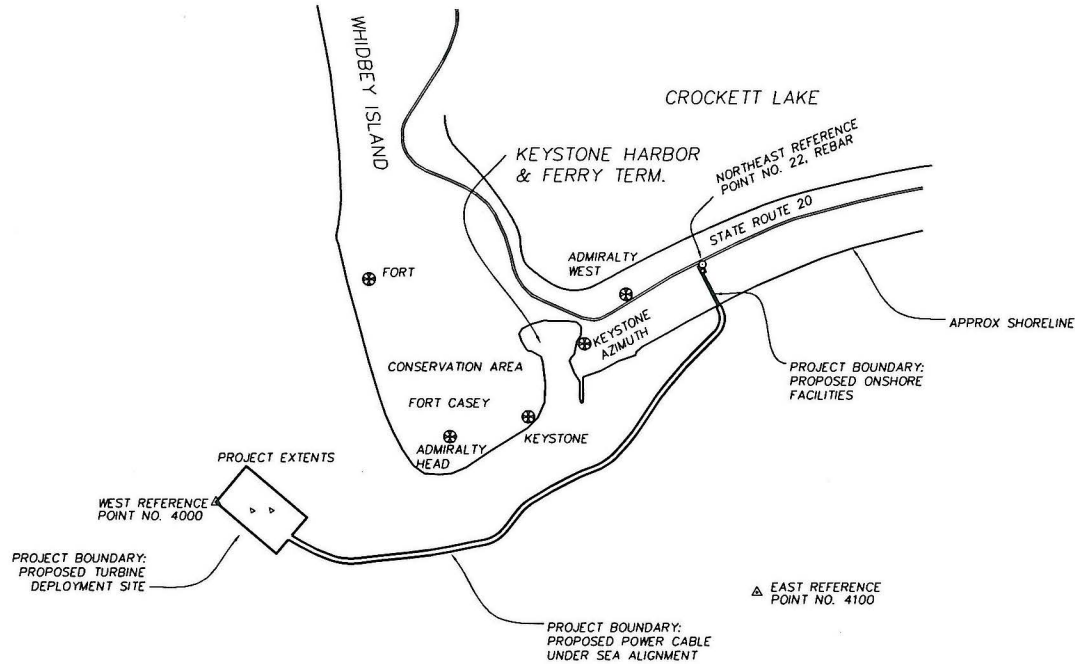 WHIDBEY ISLAND
CROCKETT LAKE
KEYSTONE HARBOR
& FERRY TERM.
NORTHEAST REFERENCE
POINT NO. 22, REBAR
STATE ROUTE 20
ADMIRALTY
WEST
FORT
KEYSTONE
AZIMUTH
APPROX SHORELINE
CONSERVATION AREA
PROJECT BOUNDARY:
PROPOSED ONSHORE
FACILITIES
FORT CASEY
KEYSTONE
ADMIRALTY
HEAD
PROJECT EXTENTS
WEST REFERENCE
POINT NO. 4000
PROJECT BOUNDARY:
PROPOSED TURBINE
DEPLOYMENT SITE
EAST REFERENCE
POINT NO. 4100
PROJECT BOUNDARY:
PROPOSED POWER CABLE
UNDER SEA ALIGNMENT